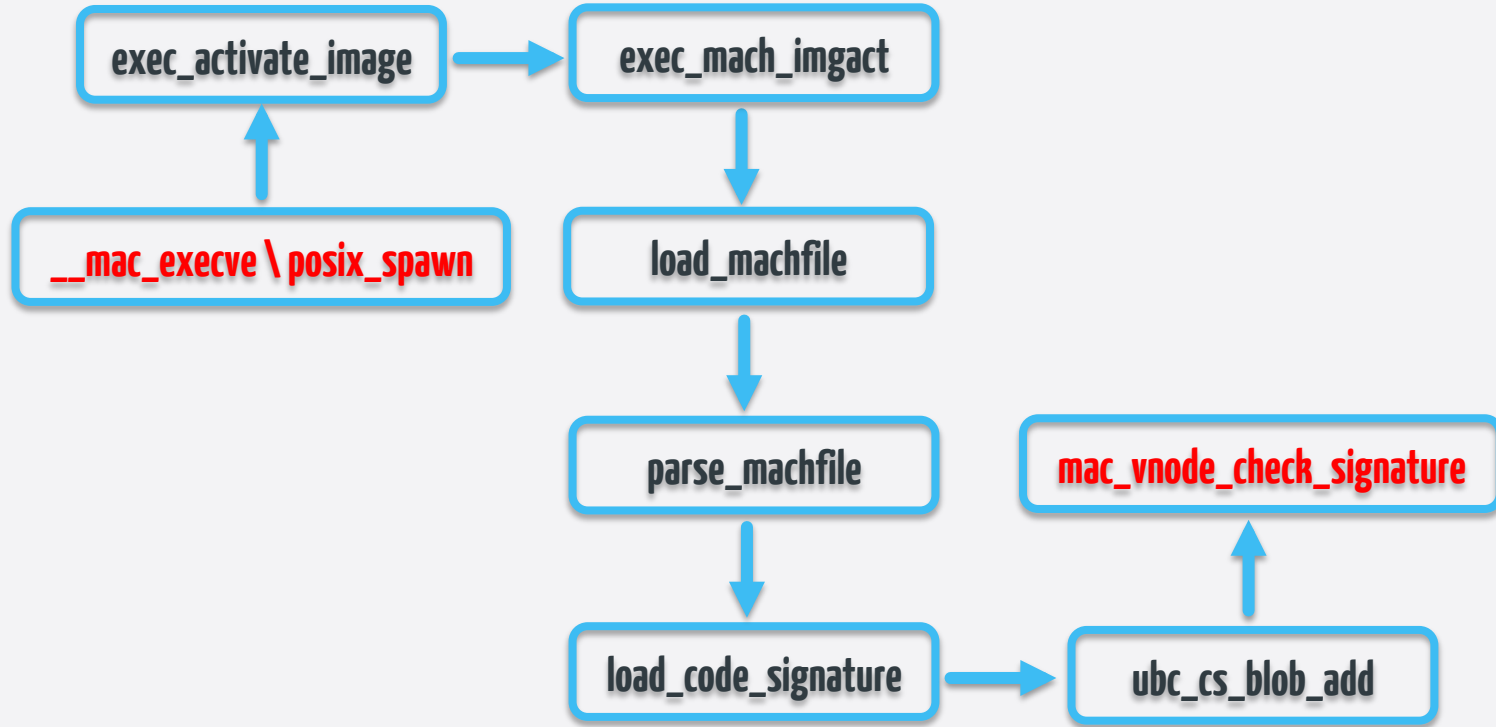 exec_activate_image
exec_mach_imgact
__mac_execve \ posix_spawn
load_machfile
parse_machfile
mac_vnode_check_signature
load_code_signature
ubc_cs_blob_add